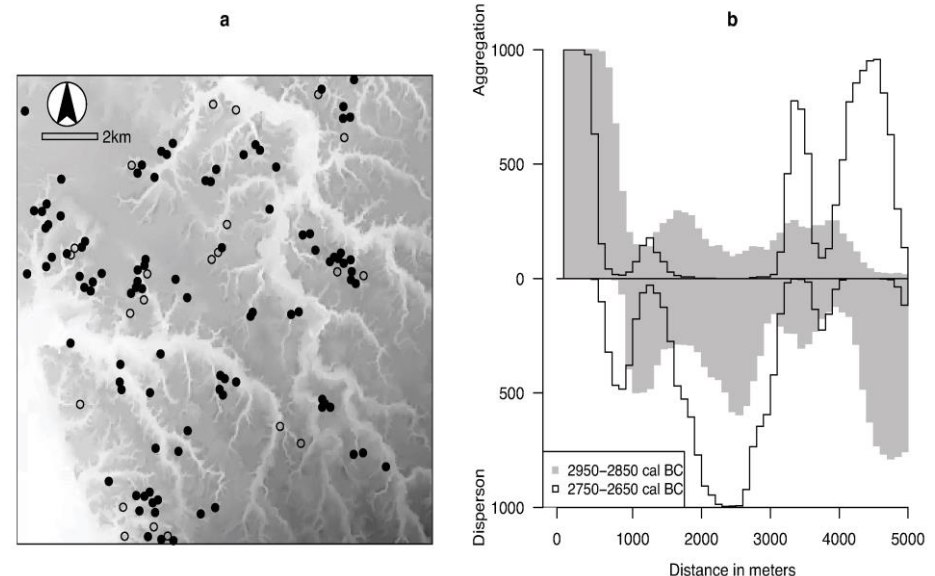 a
b
2km
Aggregation
1000
500
0
500
1000
Disperson
2950−2850 cal BC
2750−2650 cal BC
0
1000
2000
3000
4000
5000
Distance in meters